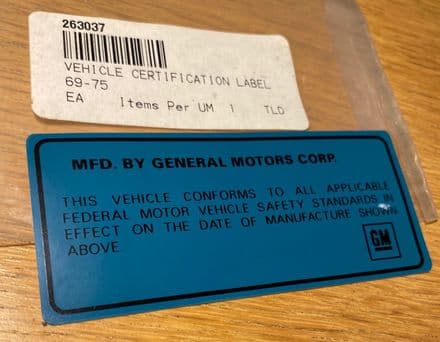 263037
VEHICLE CERTIFICATION LABEL
69-75
EA Items Per UM 1 TLD
MFD. BY GENERAL MOTORS CORP.
THIS VEHICLE CONFORMS TO ALL APPLICABLE
FEDERAL MOTOR VEHICLE SAFETY STANDARDS IN
EFFECT ON THE DATE OF MANUFACTURE SHOWN
ABOVE
GM